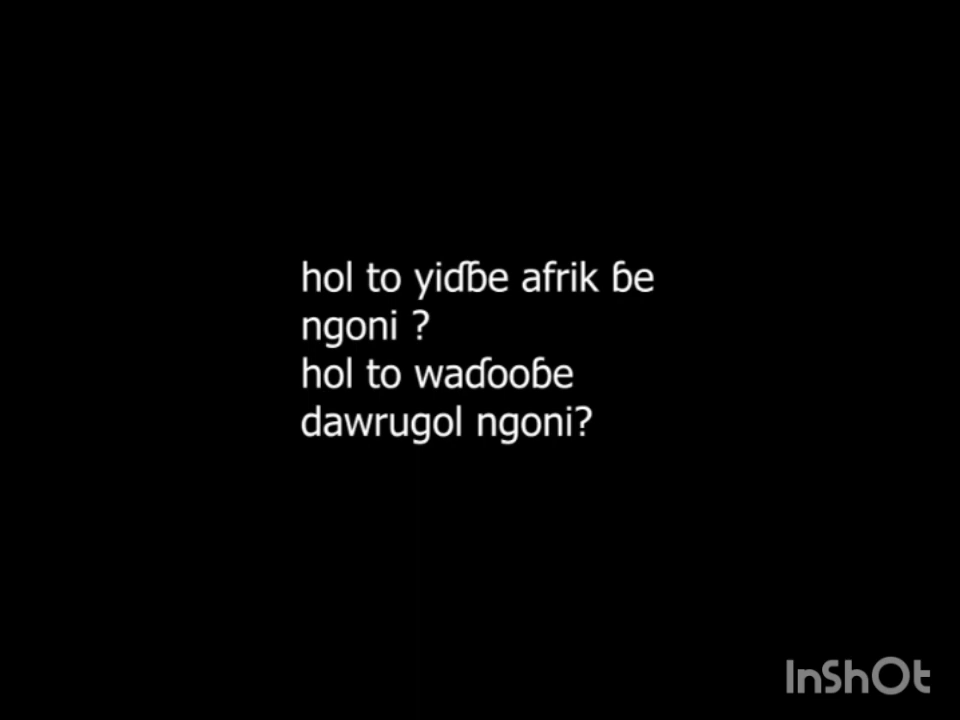 hol to yiɗɓe afrik ɓe
ngoni ?
hol to waɗooɓe
dawrugol ngoni?
InShOt